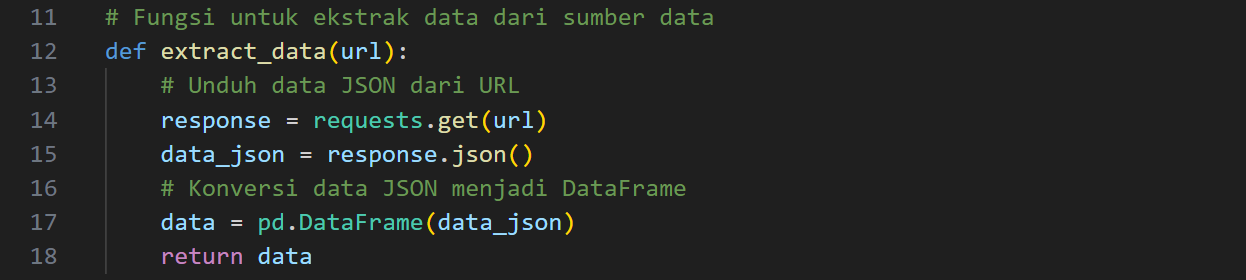 11 # Fungsi untuk ekstrak data dari sumber data
12 def extract_data(url):
13     # Unduh data JSON dari URL
14     response = requests.get(url)
15     data_json = response.json()
16     # Konversi data JSON menjadi DataFrame
17     data = pd.DataFrame(data_json)
18     return data